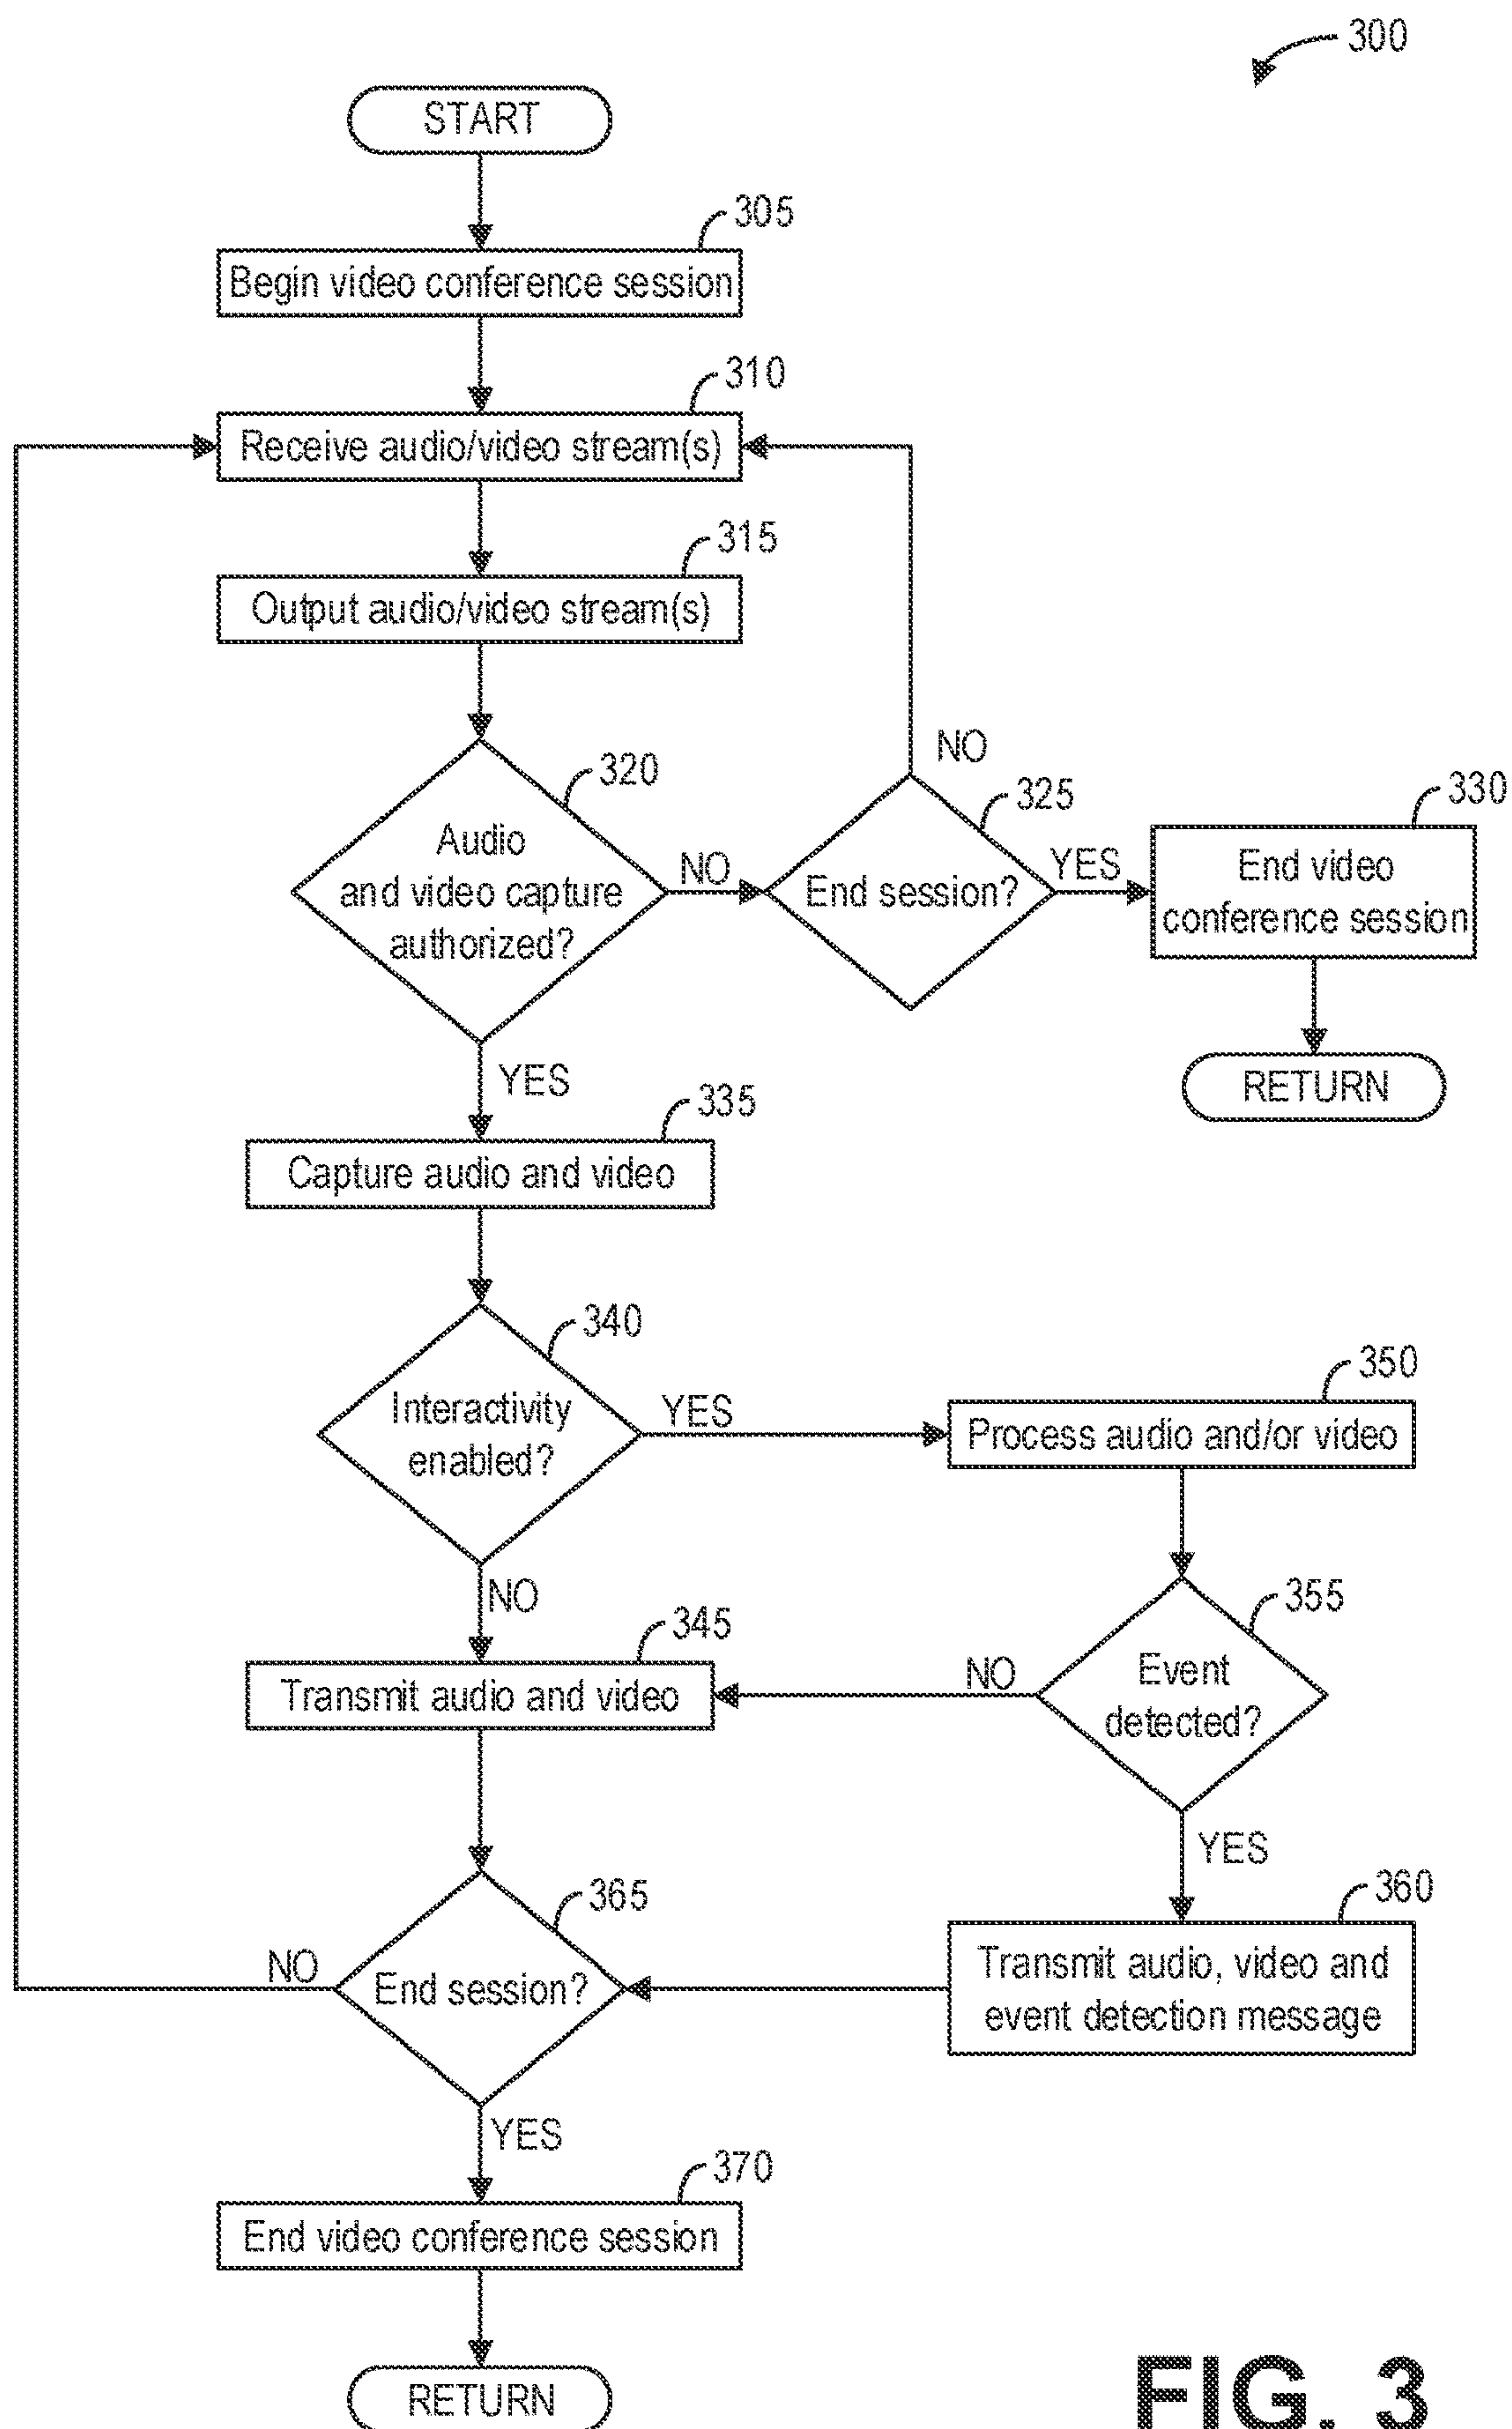 300
START
305
Begin video conference session
310
Receive audio/video stream(s)
315
Output audio/video stream(s)
320
Audio
and video capture
authorized?
NO
325
End session?
NO
YES
330
End video
conference session
RETURN
YES
335
Capture audio and video
340
Interactivity
enabled?
YES
350
Process audio and/or video
NO
345
Transmit audio and video
355
Event
detected?
NO
YES
360
Transmit audio, video and
event detection message
365
End session?
NO
YES
370
End video conference session
RETURN
FIG. 3